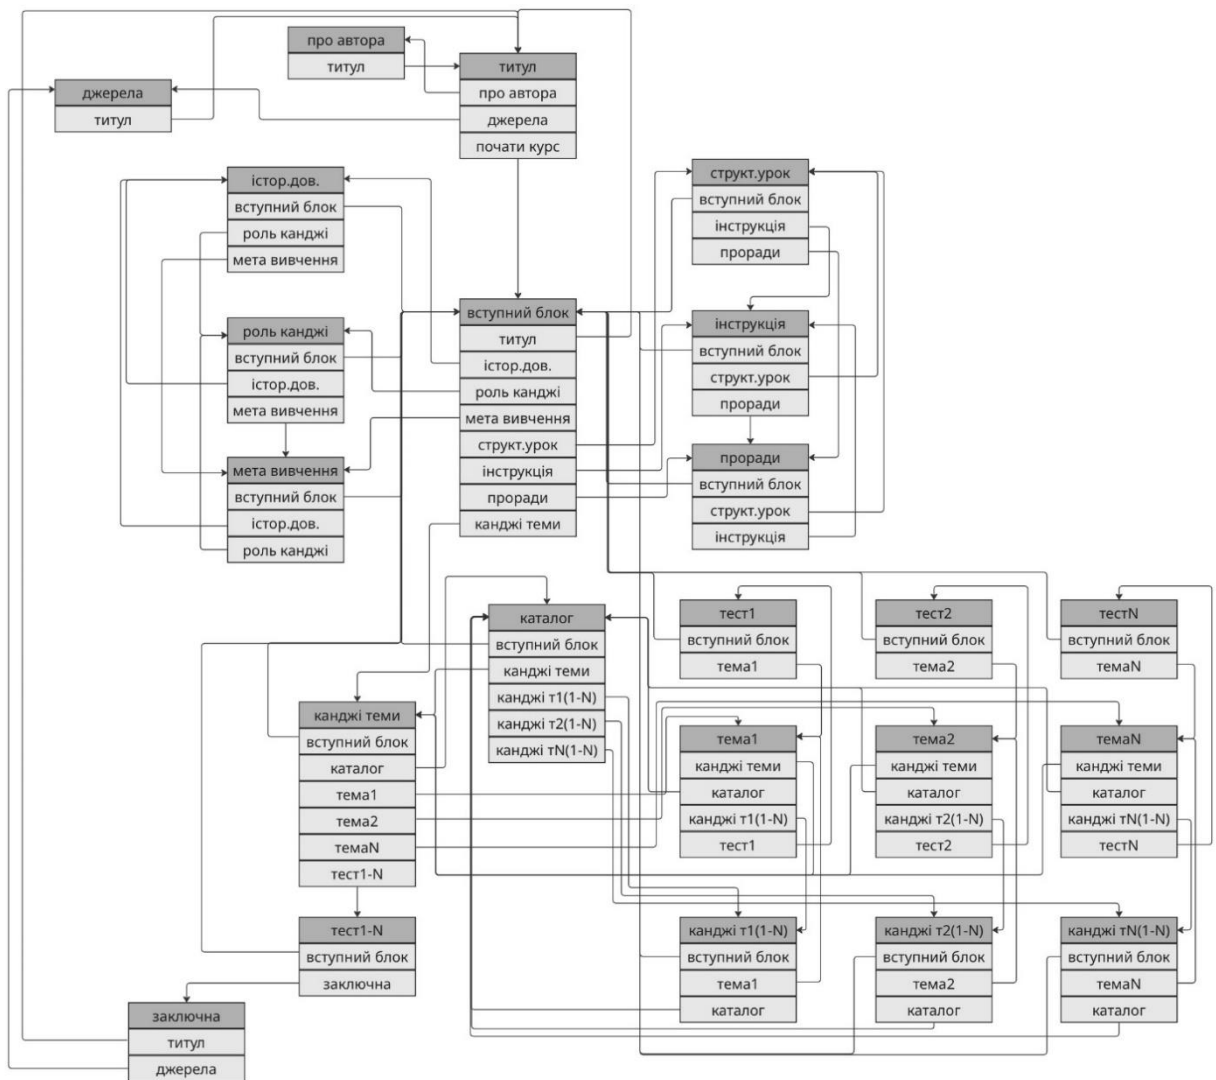 про автора
титул
титул
про автора
джерела
почати курс
джерела
титул
істор.дов.
вступний блок
роль канджі
мета вивчення
роль канджі
вступний блок
істор.дов.
мета вивчення
мета вивчення
вступний блок
істор.дов.
роль канджі
вступний блок
титул
істор.дов.
роль канджі
мета вивчення
структ.урок
інструкція
проради
канджі теми
структ.урок
вступний блок
інструкція
проради
інструкція
вступний блок
структ.урок
проради
проради
вступний блок
структ.урок
інструкція
каталог
вступний блок
канджі теми
канджі т1(1-N)
канджі т2(1-N)
канджі тN(1-N)
тест1
вступний блок
тема1
тест2
вступний блок
тема2
тестN
вступний блок
темаN
канджі теми
вступний блок
каталог
тема1
тема2
темаN
тест1-N
тема1
канджі теми
каталог
канджі т1(1-N)
тест1
тема2
канджі теми
каталог
канджі т2(1-N)
тест2
темаN
канджі теми
каталог
канджі тN(1-N)
тестN
тест1-N
вступний блок
заключна
канджі т1(1-N)
вступний блок
тема1
каталог
канджі т2(1-N)
вступний блок
тема2
каталог
канджі тN(1-N)
вступний блок
темаN
каталог
заключна
титул
джерела